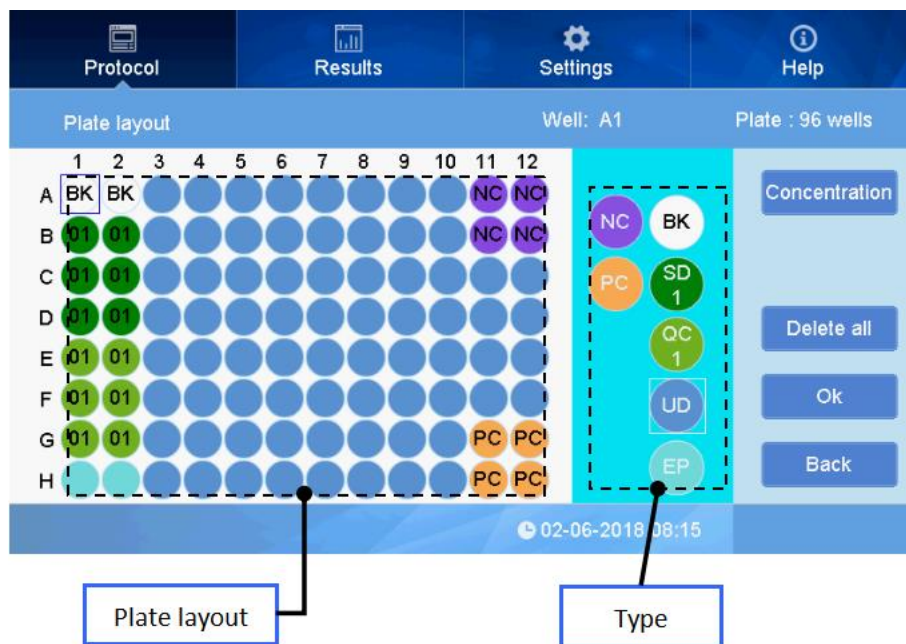 Protocol Results Settings Help
Plate layout Well: A1 Plate : 96 wells
1 2 3 4 5 6 7 8 9 10 11 12
A BK BK NC NC
B 01 01 NC NC
C 01 01
D 01 01
E 01 01
F 01 01
G 01 01 PC PC
H PC PC
NC BK
PC SD 1
QC 1
UD
EP
Concentration
Delete all
Ok
Back
02-06-2018 08:15
Plate layout
Type